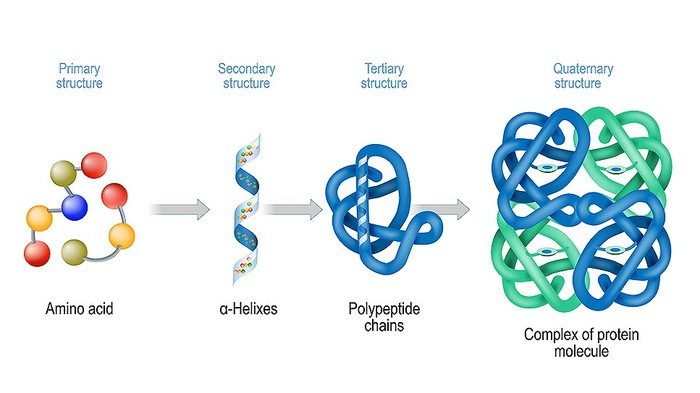 Primary
structure
Secondary
structure
Tertiary
structure
Quaternary
structure
Amino acid
α-Helixes
Polypeptide
chains
Complex of protein
molecule